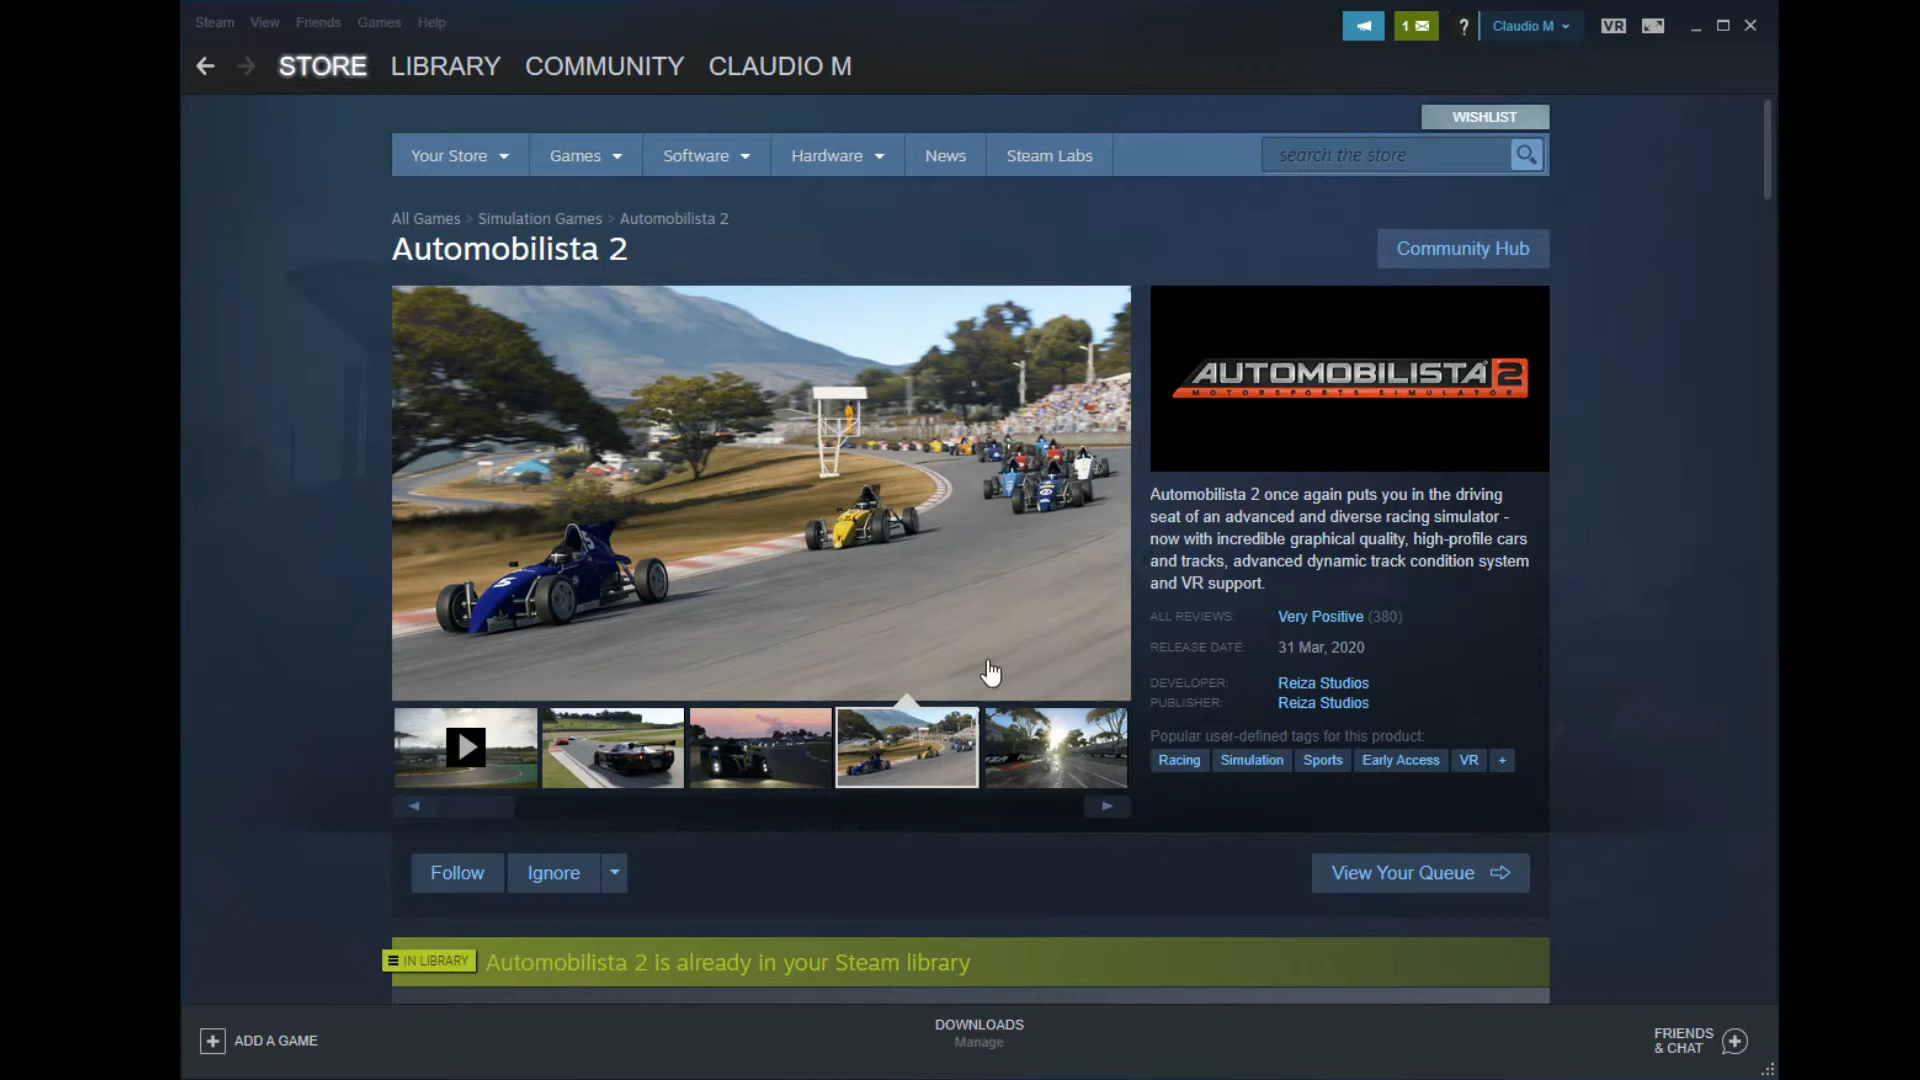 Steam View Friends Games Help
1 ? Claudio M VR
STORE LIBRARY COMMUNITY CLAUDIO M
WISHLIST
Your Store Games Software Hardware News Steam Labs search the store
All Games > Simulation Games > Automobilista 2
Automobilista 2
Community Hub
AUTOMOBILISTA 2
MOTORSPORTS SIMULATOR
Automobilista 2 once again puts you in the driving
seat of an advanced and diverse racing simulator -
now with incredible graphical quality, high-profile cars
and tracks, advanced dynamic track condition system
and VR support.
ALL REVIEWS: Very Positive (380)
RELEASE DATE: 31 Mar, 2020
DEVELOPER: Reiza Studios
PUBLISHER: Reiza Studios
Popular user-defined tags for this product:
Racing Simulation Sports Early Access VR +
5
Follow Ignore View Your Queue
IN LIBRARY Automobilista 2 is already in your Steam library
ADD A GAME
DOWNLOADS
Manage
FRIENDS
& CHAT